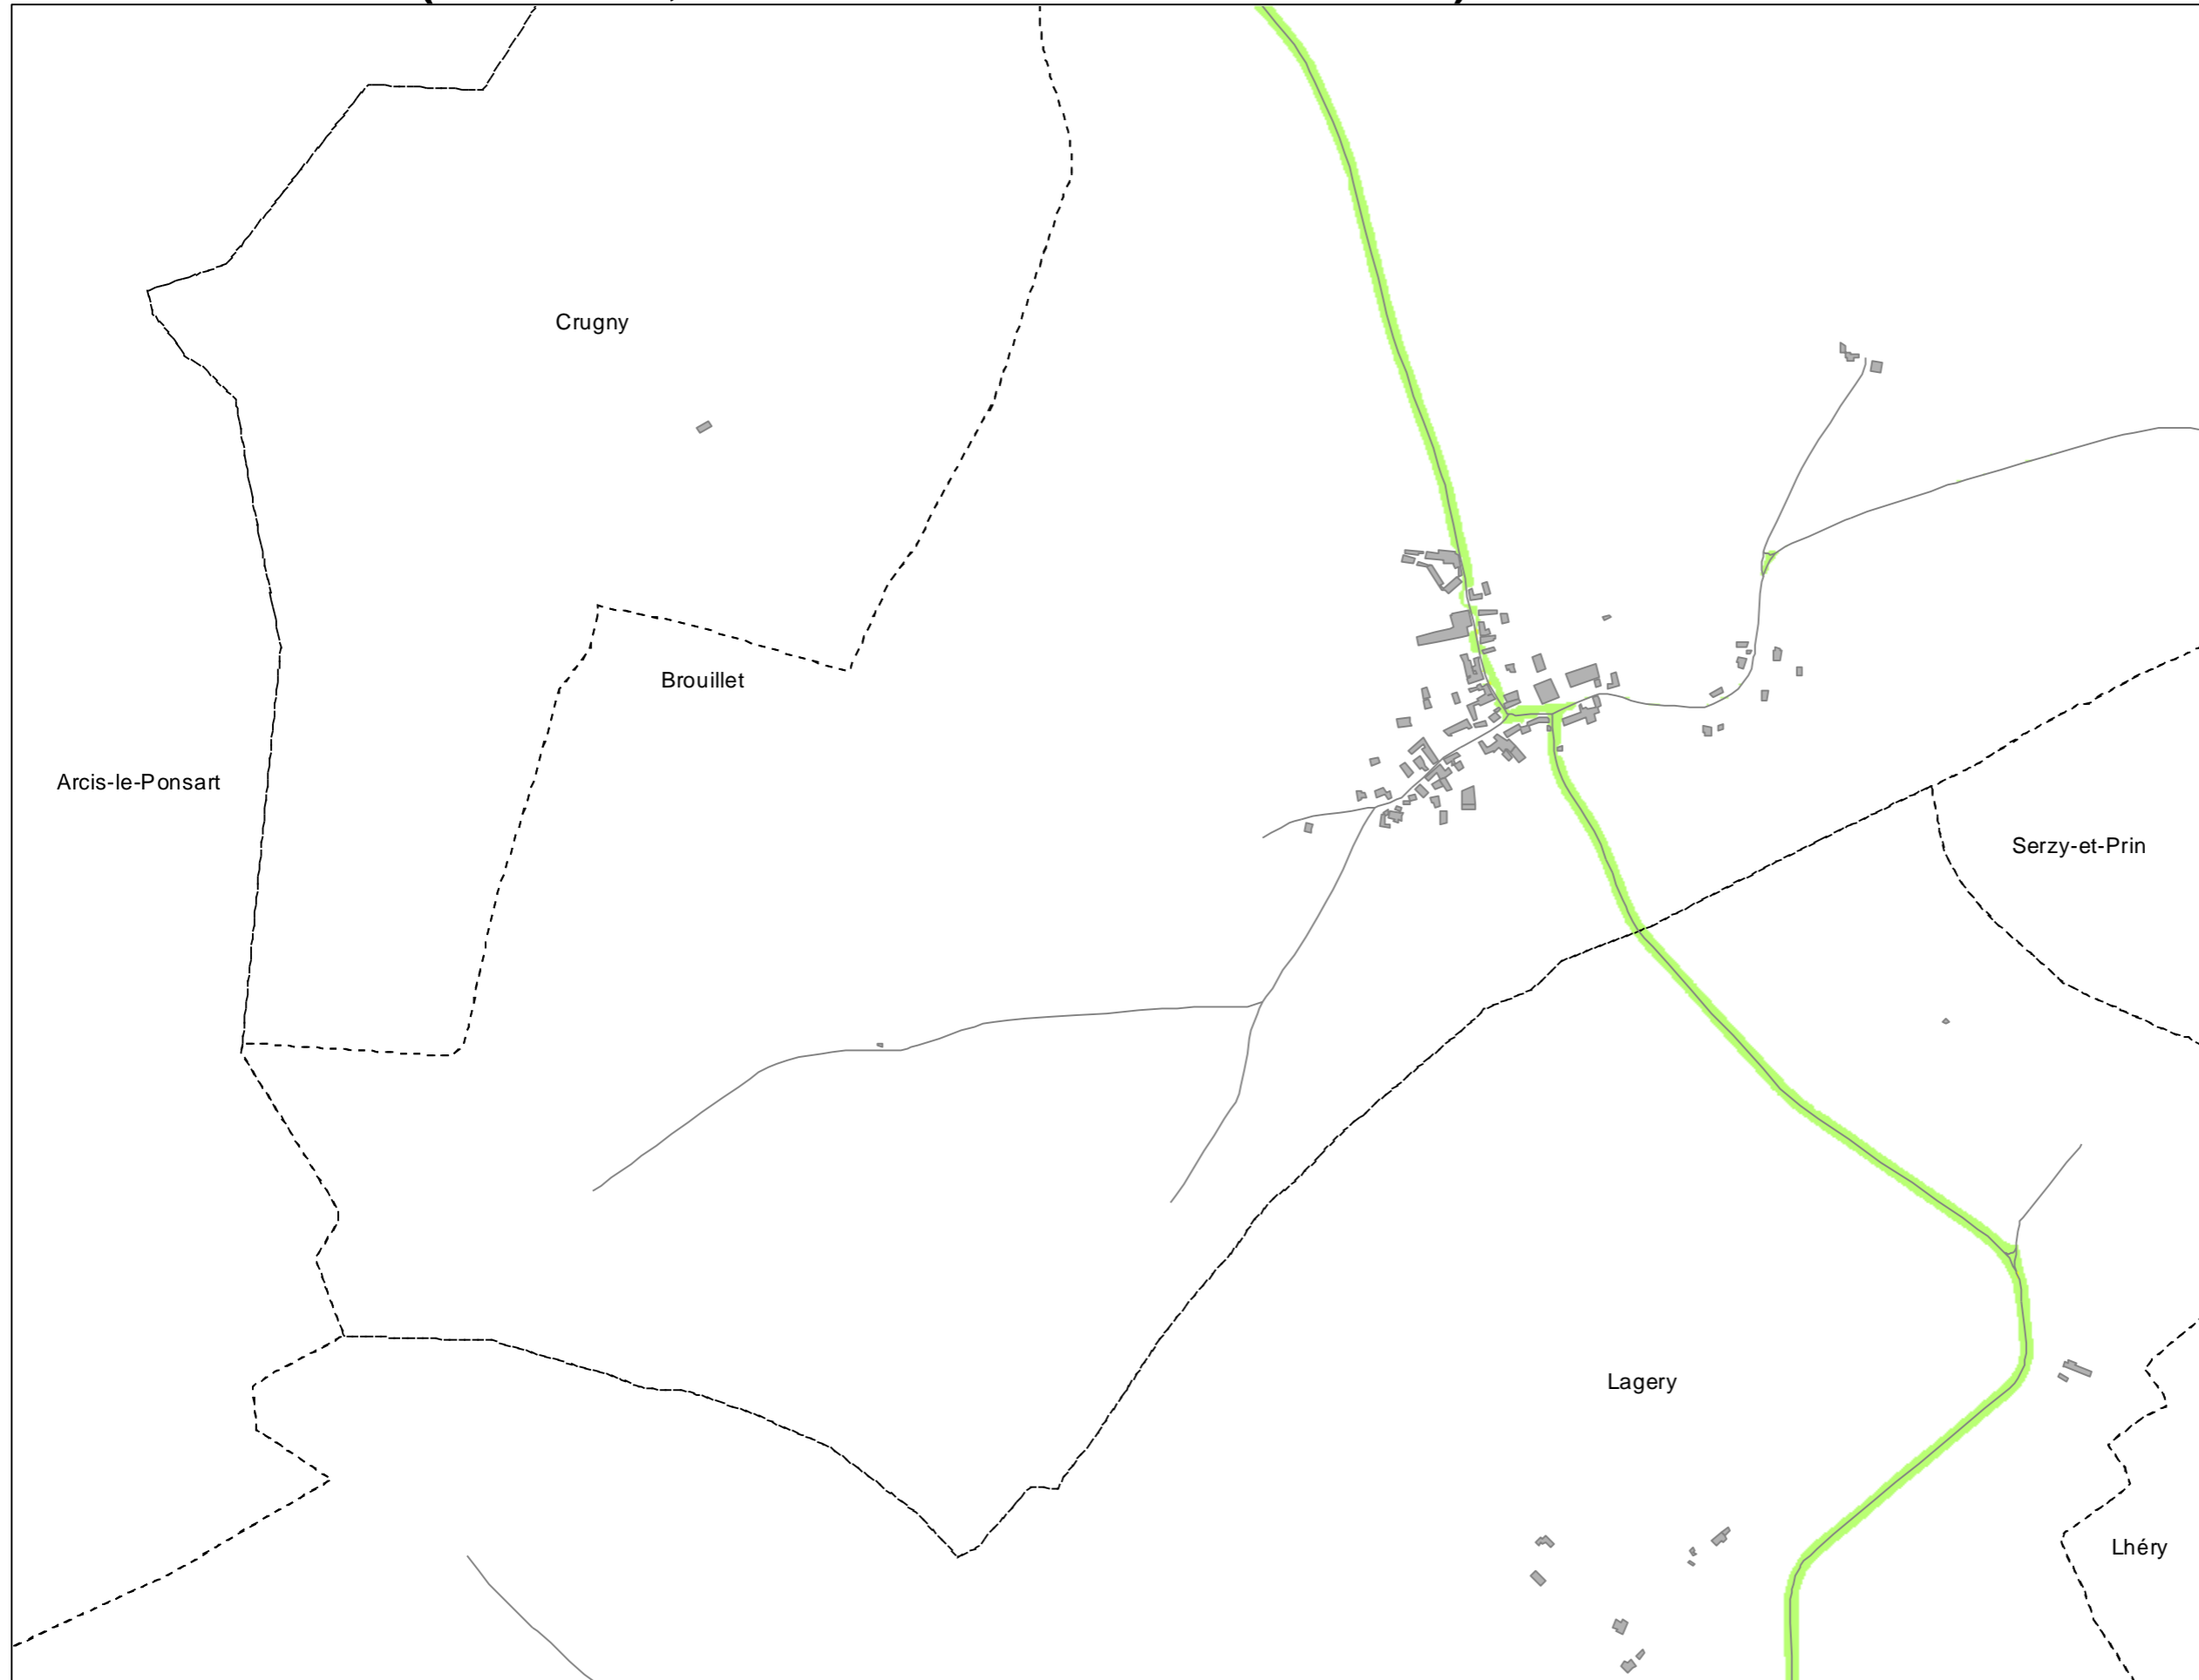 Crugny
Brouillet
Arcis-le-Ponsart
Serzy-et-Prin
Lagery
Lhéry